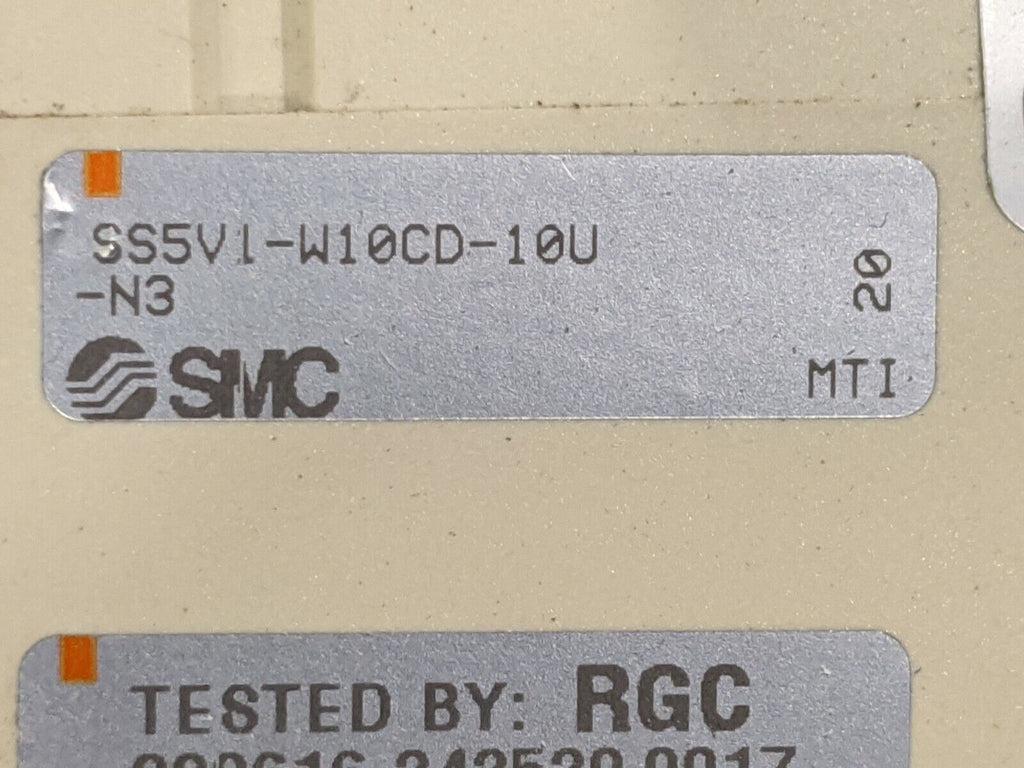 SS5V1-W10CD-10U
-N3
20
SMC
MTI
TESTED BY: RGC